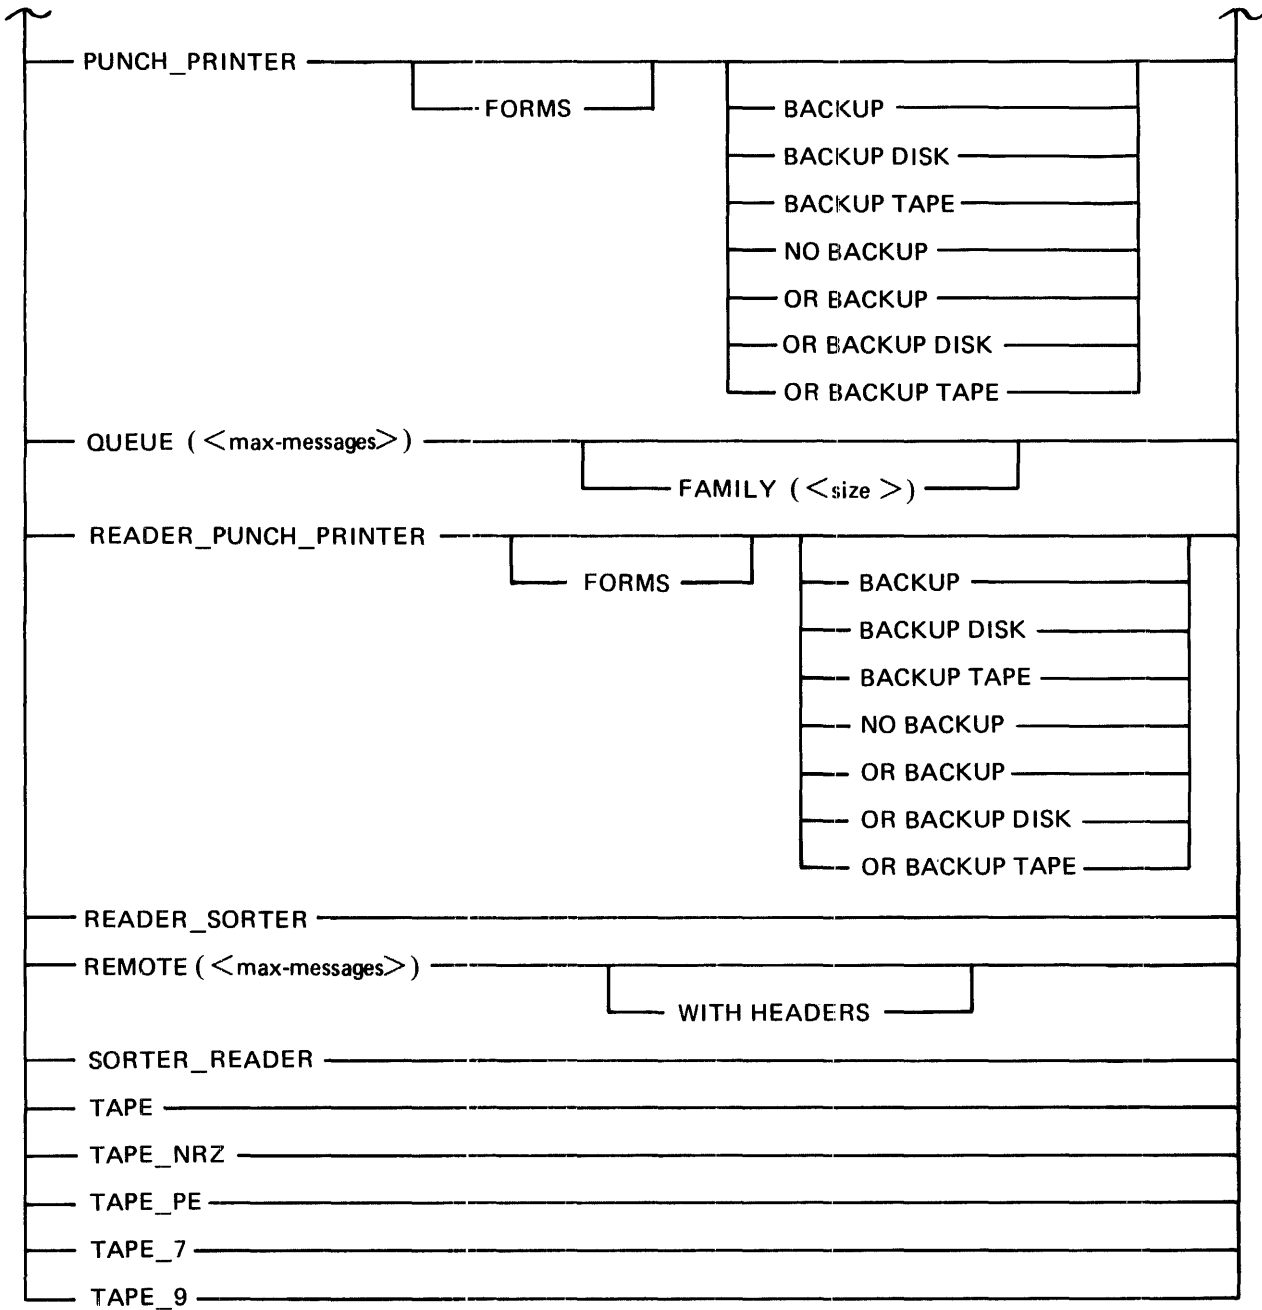 PUNCH_PRINTER
FORMS
BACKUP
BACKUP DISK
BACKUP TAPE
NO BACKUP
OR BACKUP
OR BACKUP DISK
OR BACKUP TAPE
QUEUE (<max-messages>)
FAMILY (<size>)
READER_PUNCH_PRINTER
FORMS
BACKUP
BACKUP DISK
BACKUP TAPE
NO BACKUP
OR BACKUP
OR BACKUP DISK
OR BACKUP TAPE
READER_SORTER
REMOTE (<max-messages>)
WITH HEADERS
SORTER_READER
TAPE
TAPE_NRZ
TAPE_PE
TAPE_7
TAPE_9